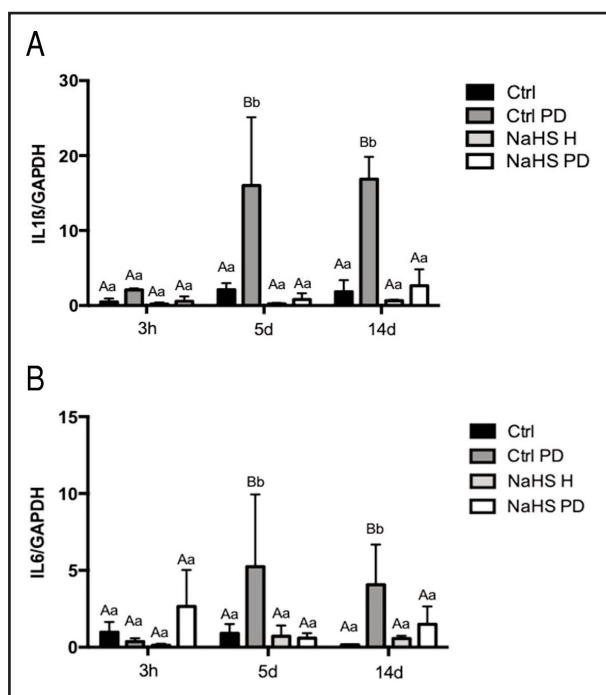 A
30
20
10
0
IL1ß/GAPDH
Aa Aa Aa Aa
Aa Bb Aa Aa
Aa Bb Aa Aa
3h 5d 14d
Ctrl
Ctrl PD
NaHS H
NaHS PD
B
15
10
5
0
IL6/GAPDH
Aa Aa Aa Aa
Aa Bb Aa Aa
Aa Bb Aa Aa
3h 5d 14d
Ctrl
Ctrl PD
NaHS H
NaHS PD